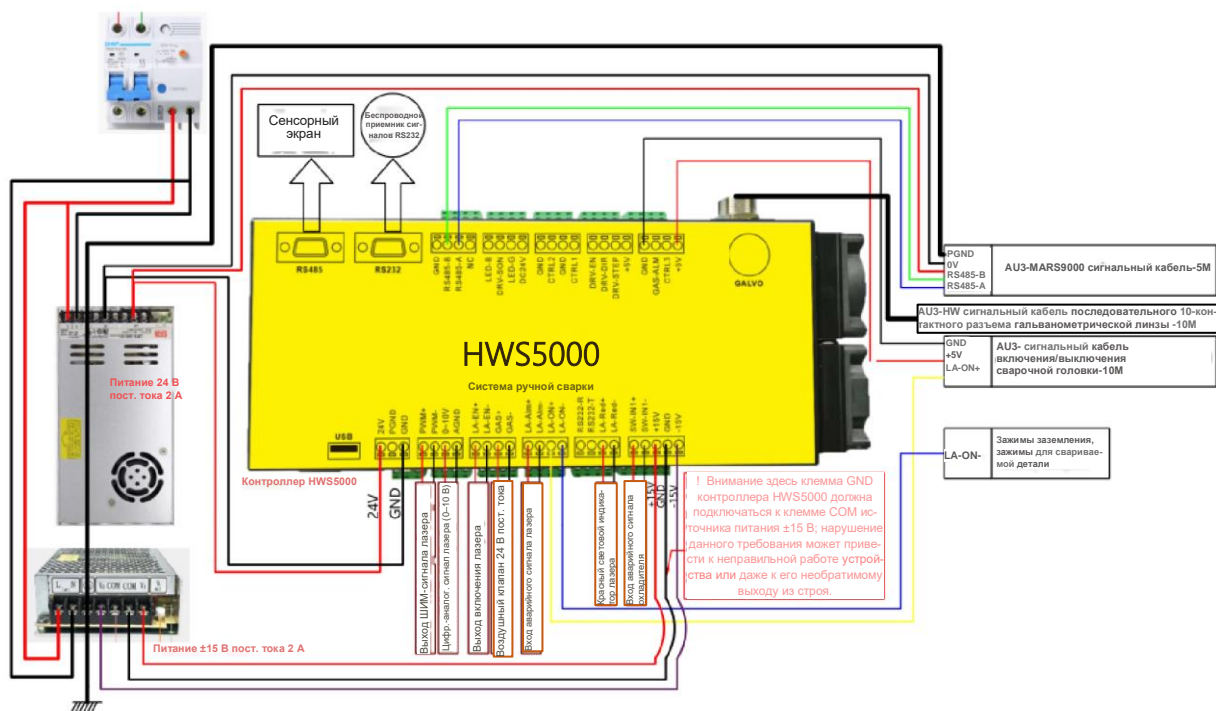 Сенсорный
экран
Беспроводной
приемник сиг-
налов RS232
RS485
RS232
GND
RS485-B
RS485-A
NC
LED-B
DRV-SON
LED-G
DC24V
GND
CTRL2
GND
CTRL1
DRV-EN
DRV-DIR
DRV-STEP
+5V
GND
GAS-ALM
CTRL3
+5V
GALVO
HWS5000
Система ручной сварки
USB
24V
PGND
GND
PWM+
PWM-
0-10V
AGND
LA-EN+
LA-EN-
GAS+
GAS-
LA-Alm+
LA-Alm-
LA-ON+
LA-ON-
RS232-R
RS232-T
LA-Red+
LA-Red-
SW-IN1+
+15V
GND
-15V
Контроллер HWS5000
24V
GND
+15V
GND
-15V
Выход ШИМ-сигнала лазера
Цифр.-аналог. сигнал лазера (0–10 В)
Выход включения лазера
Воздушный клапан 24 В пост. тока
Вход аварийного сигнала лазера
Красный световой индика-
тор лазера
Вход аварийного сигнала
охладителя
! Внимание здесь клемма GND
контроллера HWS5000 должна
подключаться к клемме COM ис-
точника питания ±15 В; нарушение
данного требования может приве-
сти к неправильной работе устрой-
ства или даже к его необратимому
выходу из строя.
PGND
0V
RS485-B
RS485-A
AU3-MARS9000 сигнальный кабель-5M
AU3-HW сигнальный кабель последовательного 10-кон-
тактного разъема гальванометрической линзы -10M
GND
+5V
LA-ON+
AU3- сигнальный кабель
включения/выключения
сварочной головки-10M
LA-ON-
Зажимы заземления,
зажимы для сваривае-
мой детали
Питание 24 В
пост. тока 2 А
L N COM COM
Питание ±15 В пост. тока 2 А